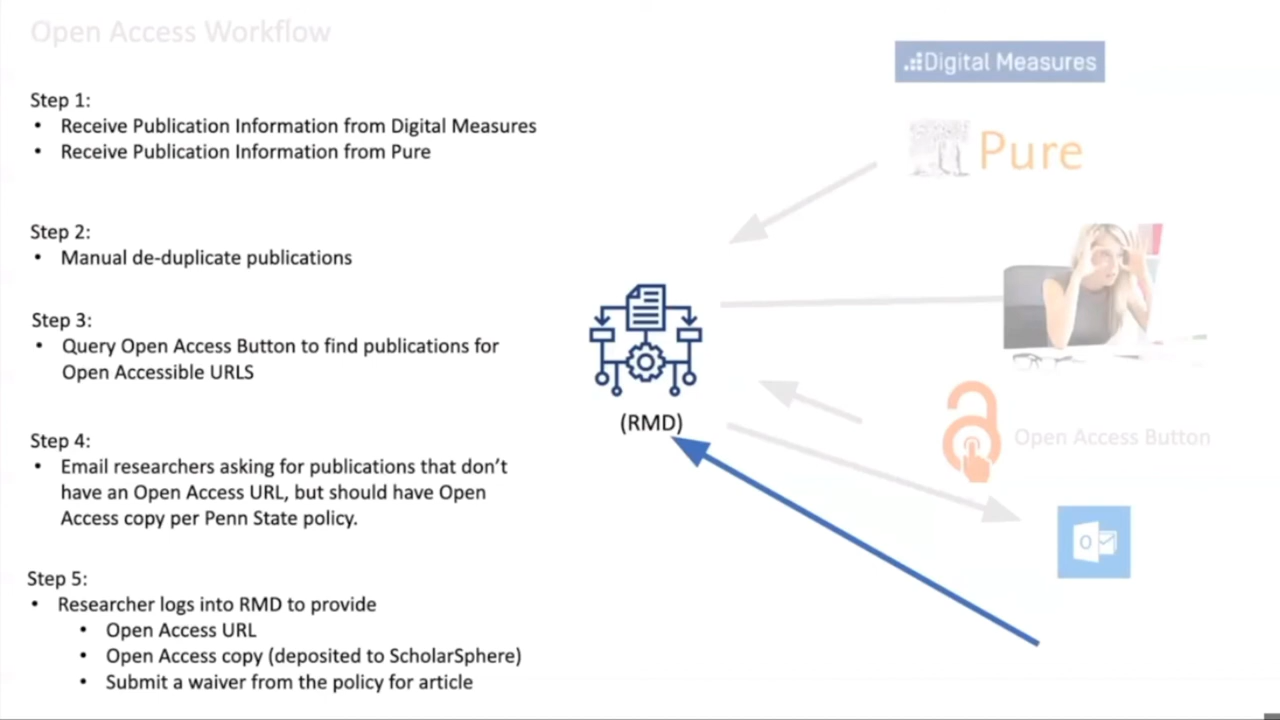 Open Access Workflow
Step 1:
• Receive Publication Information from Digital Measures
• Receive Publication Information from Pure
Step 2:
• Manual de-duplicate publications
Step 3:
• Query Open Access Button to find publications for
Open Accessible URLS
Step 4:
• Email researchers asking for publications that don't
have an Open Access URL, but should have Open
Access copy per Penn State policy.
Step 5:
• Researcher logs into RMD to provide
• Open Access URL
• Open Access copy (deposited to ScholarSphere)
• Submit a waiver from the policy for article
(RMD)
Digital Measures
Pure
Open Access Button
O